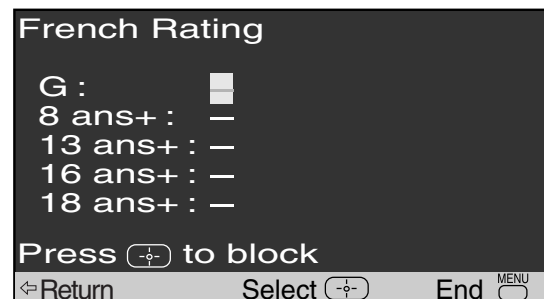 French Rating
G : —
8 ans+ : —
13 ans+ : —
16 ans+ : —
18 ans+ : —
Press to block
Return Select End MENU